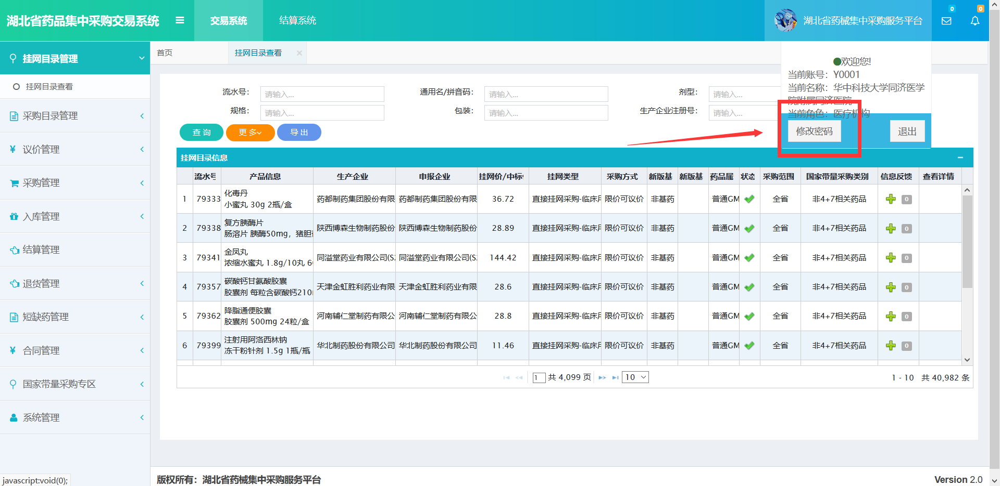 湖北省药品集中采购交易系统
交易系统
结算系统
湖北省药械集中采购服务平台
0
0
挂网目录管理
挂网目录查看
采购目录管理
议价管理
采购管理
入库管理
结算管理
退货管理
短缺药管理
合同管理
国家带量采购专区
系统管理
首页
挂网目录查看
欢迎您!
当前账号：Y0001
当前名称：华中科技大学同济医学
院附属同济医院
当前角色：医疗机构
修改密码
退出
流水号： 请输入... 通用名/拼音码： 请输入... 剂型： 请输入...
规格： 请输入... 包装： 请输入... 生产企业注册号： 请输入...
查 询 更 多 导 出
挂网目录信息
流水号 产品信息 生产企业 申报企业 挂网价/中标 挂网类型 采购方式 新版基 新版基 药品属 状态 采购范围 国家带量采购类别 信息反馈 查看详情
1 79333 化毒丹
小蜜丸 30g 2瓶/盒 药都制药集团股份有限 药都制药集团股份有限 36.72 直接挂网采购-临床 限价可议价 非基药 普通GM 全省 非4+7相关药品 0
2 79338 复方胰酶片
肠溶片 胰酶50mg，猪胆 陕西博森生物制药股份 陕西博森生物制药股份 28.89 直接挂网采购-临床 限价可议价 非基药 普通GM 全省 非4+7相关药品 0
3 79341 金凤丸
浓缩水蜜丸 1.8g/10丸 6 同溢堂药业有限公司(S 同溢堂药业有限公司(S 144.42 直接挂网采购-临床 限价可议价 非基药 普通GM 全省 非4+7相关药品 0
4 79357 碳酸钙甘氨酸胶囊
胶囊剂 每粒含碳酸钙210 天津金虹胜利药业有限 天津金虹胜利药业有限 28.6 直接挂网采购-临床 限价可议价 非基药 普通GM 全省 非4+7相关药品 0
5 79362 降脂通便胶囊
胶囊剂 500mg 24粒/盒 河南辅仁堂制药有限公 河南辅仁堂制药有限公 28.8 直接挂网采购-临床 限价可议价 非基药 普通GM 全省 非4+7相关药品 0
6 79399 注射用阿洛西林钠
冻干粉针剂 1.5g 1瓶/瓶 华北制药股份有限公司 华北制药股份有限公司 11.46 直接挂网采购-临床 限价可议价 非基药 普通GM 全省 非4+7相关药品 0
1 共 4,099 页 10 1 - 10 共 40,982 条
版权所有：湖北省药械集中采购服务平台
Version 2.0
javascript:void(0);